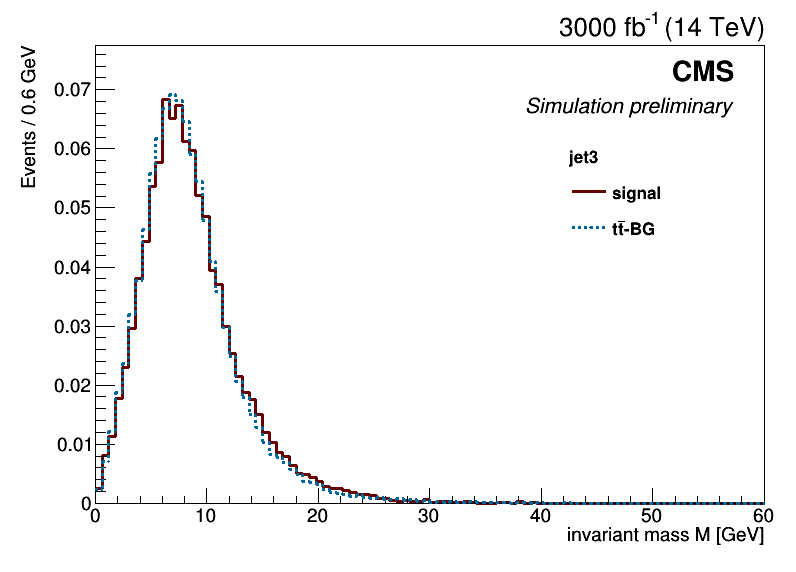 3000 fb⁻¹ (14 TeV)
Events / 0.6 GeV
CMS
Simulation preliminary
jet3
signal
tt̄-BG
0.07
0.06
0.05
0.04
0.03
0.02
0.01
0
0 10 20 30 40 50 60
invariant mass M [GeV]